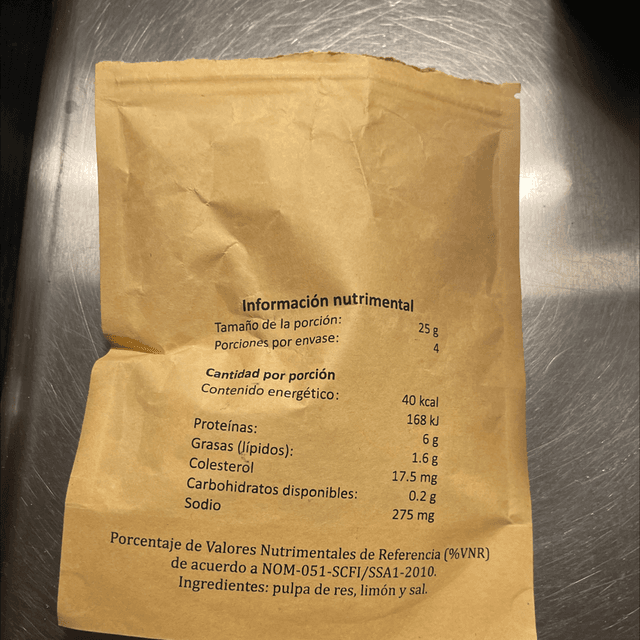 Información nutrimental
Tamaño de la porción: 25 g
Porciones por envase: 4
Cantidad por porción
Contenido energético: 40 kcal
168 kJ
Proteínas: 6 g
Grasas (lípidos): 1.6 g
Colesterol 17.5 mg
Carbohidratos disponibles: 0.2 g
Sodio 275 mg
Porcentaje de Valores Nutrimentales de Referencia (%VNR)
de acuerdo a NOM-051-SCFI/SSA1-2010.
Ingredientes: pulpa de res, limón y sal.